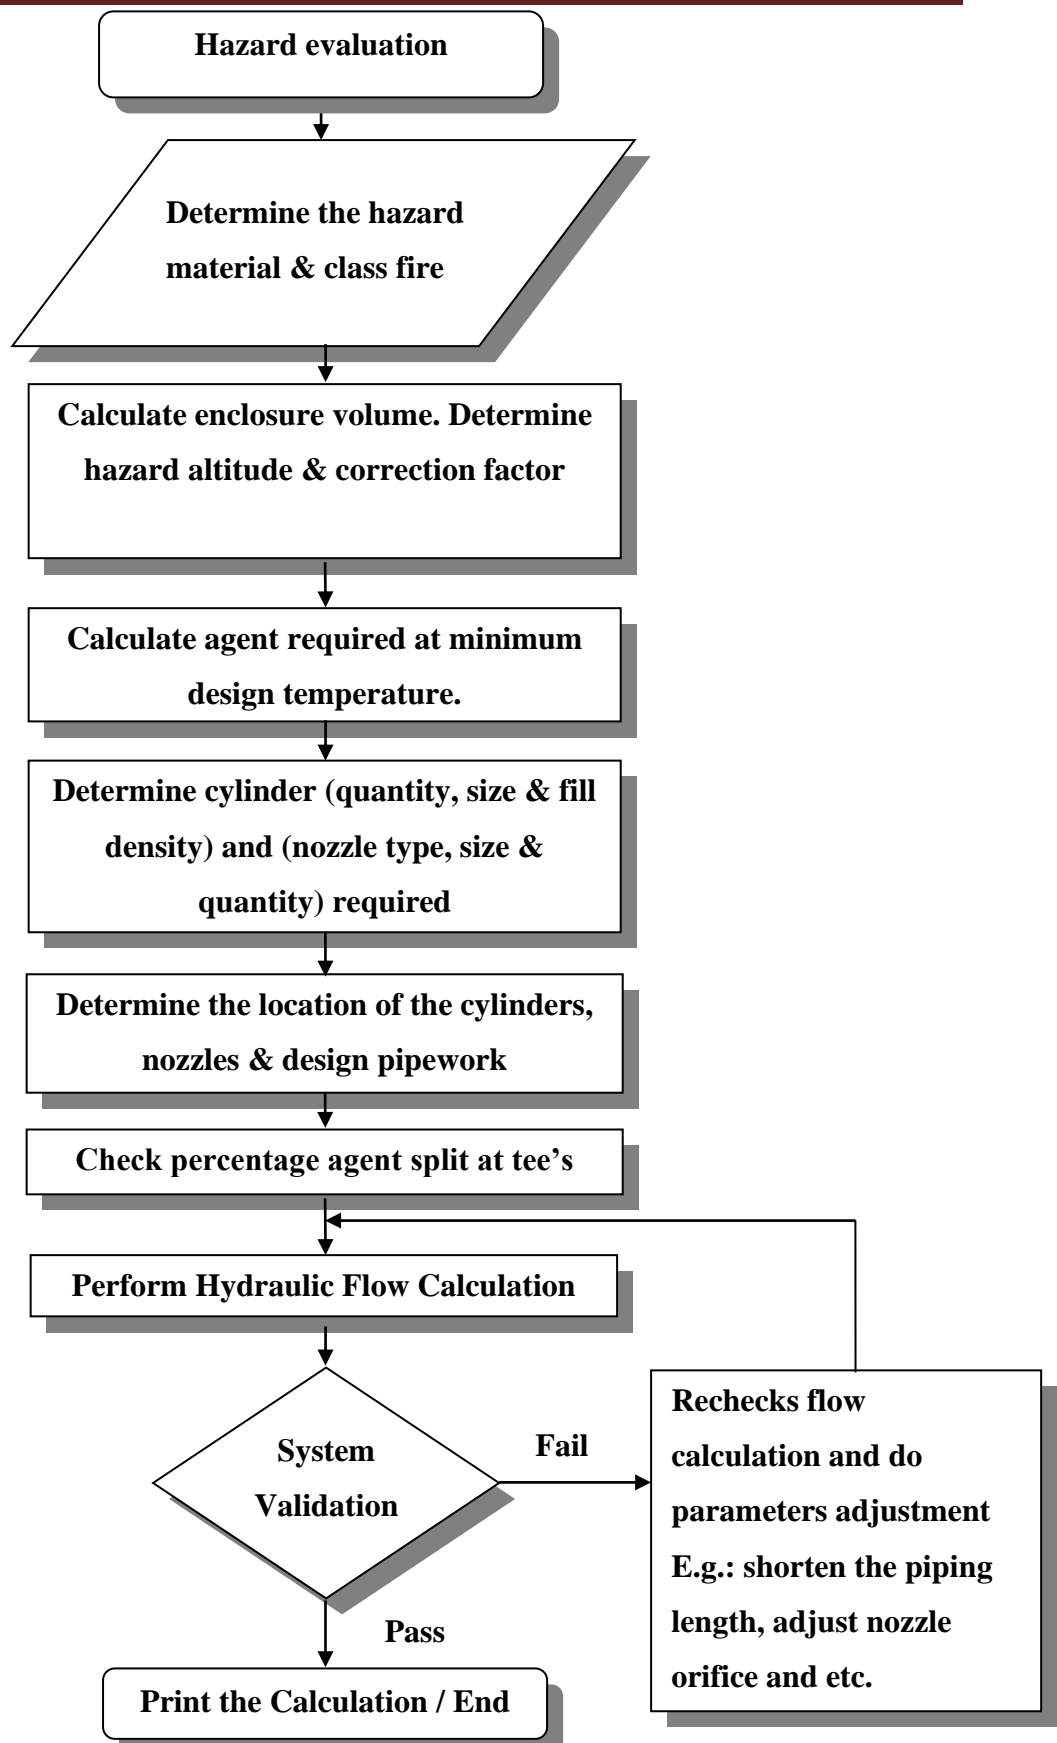 Hazard evaluation
Determine the hazard
material & class fire
Calculate enclosure volume. Determine
hazard altitude & correction factor
Calculate agent required at minimum
design temperature.
Determine cylinder (quantity, size & fill
density) and (nozzle type, size &
quantity) required
Determine the location of the cylinders,
nozzles & design pipework
Check percentage agent split at tee’s
Perform Hydraulic Flow Calculation
System
Validation
Fail
Rechecks flow
calculation and do
parameters adjustment
E.g.: shorten the piping
length, adjust nozzle
orifice and etc.
Pass
Print the Calculation / End